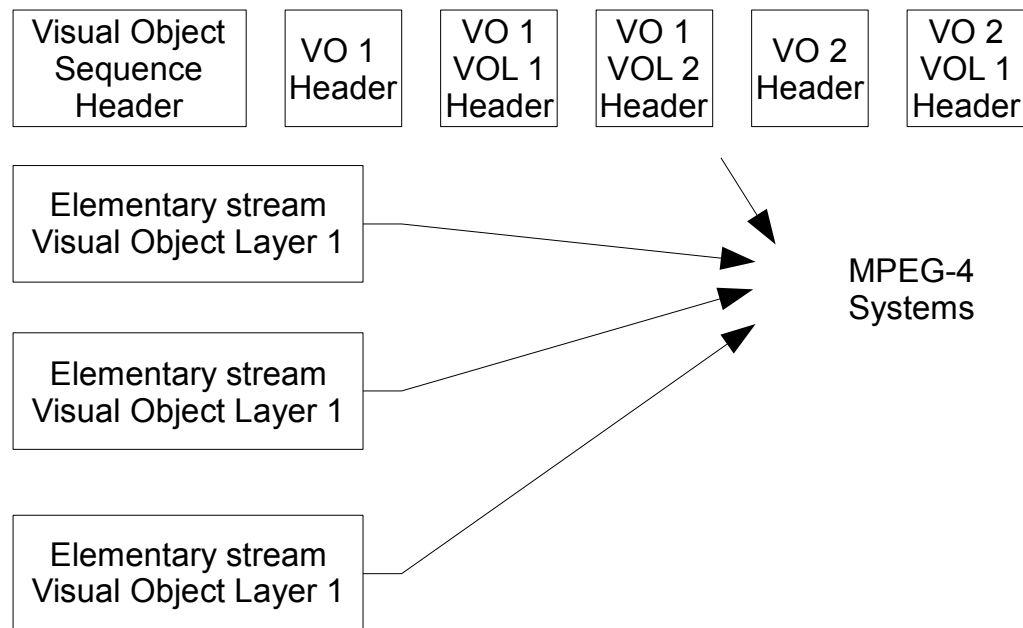 Visual Object
Sequence
Header
VO 1
Header
VO 1
VOL 1
Header
VO 1
VOL 2
Header
VO 2
Header
VO 2
VOL 1
Header
Elementary stream
Visual Object Layer 1
Elementary stream
Visual Object Layer 1
Elementary stream
Visual Object Layer 1
MPEG-4
Systems